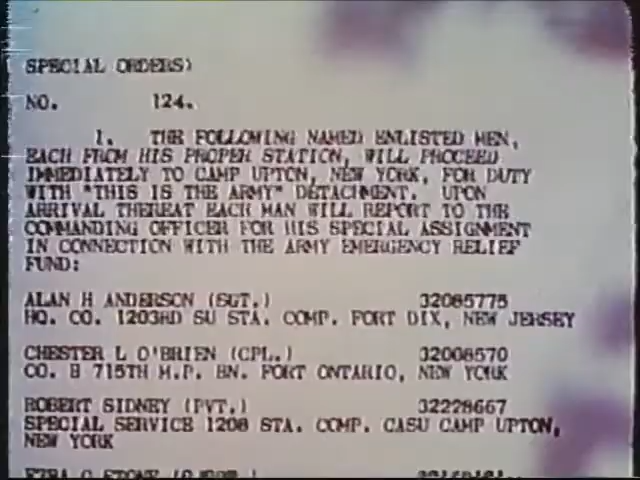 SPECIAL ORDERS)
NO. 124.
1. THE FOLLOWING NAMED ENLISTED MEN,
EACH FROM HIS PROPER STATION, WILL PROCEED
IMMEDIATELY TO CAMP UPTON, NEW YORK, FOR DUTY
WITH "THIS IS THE ARMY" DETACHMENT. UPON
ARRIVAL THEREAT EACH MAN WILL REPORT TO THE
COMMANDING OFFICER FOR HIS SPECIAL ASSIGNMENT
IN CONNECTION WITH THE ARMY EMERGENCY RELIEF
FUND:
ALAN H ANDERSON (SGT.) 32085775
HQ. CO. 1203RD SU STA. COMP. FORT DIX, NEW JERSEY
CHESTER L O'BRIEN (CPL.) 32008570
CO. B 715TH M.P. BN. FORT ONTARIO, NEW YORK
ROBERT SIDNEY (PVT.) 32228667
SPECIAL SERVICE 1208 STA. COMP. CASU CAMP UPTON,
NEW YORK
EZRA C STONE